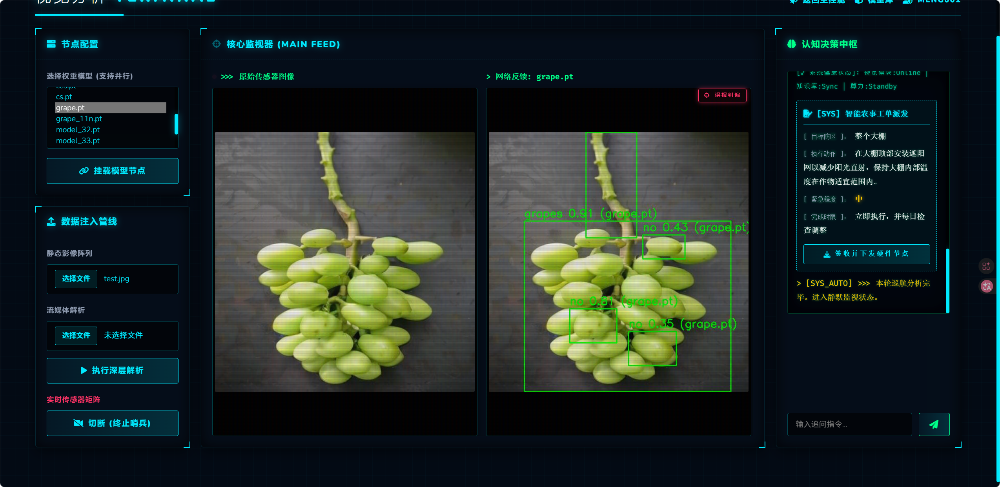 返回主控舱 模型库 MENG001
节点配置
选择权重模型 (支持并行)
ccs.pt
cs.pt
grape.pt
grape_11n.pt
model_32.pt
model_33.pt
挂载模型节点
数据注入管线
静态影像阵列
选择文件 test.jpg
流媒体解析
选择文件 未选择文件
执行深层解析
实时传感器矩阵
切断 (终止哨兵)
核心监视器 (MAIN FEED)
>>> 原始传感器图像
> 网络反馈: grape.pt
误报纠偏
grapes 0.91 (grape.pt)
no 0.43 (grape.pt)
no 0.81 (grape.pt)
no 0.35 (grape.pt)
认知决策中枢
[√ 系统健康状态]: 视觉模块:Online |
知识库:Sync | 算力:Standby
[SYS] 智能农事工单派发
[ 目标防区 ]: 整个大棚
[ 执行动作 ]: 在大棚顶部安装遮阳
网以减少阳光直射，保持大棚内部温
度在作物适宜范围内。
[ 紧急程度 ]: 中
[ 完成时限 ]: 立即执行，并每日检
查调整
签收并下发硬件节点
> [SYS_AUTO] >>> 本轮巡航分析完
毕。进入静默监视状态。
输入追问指令...